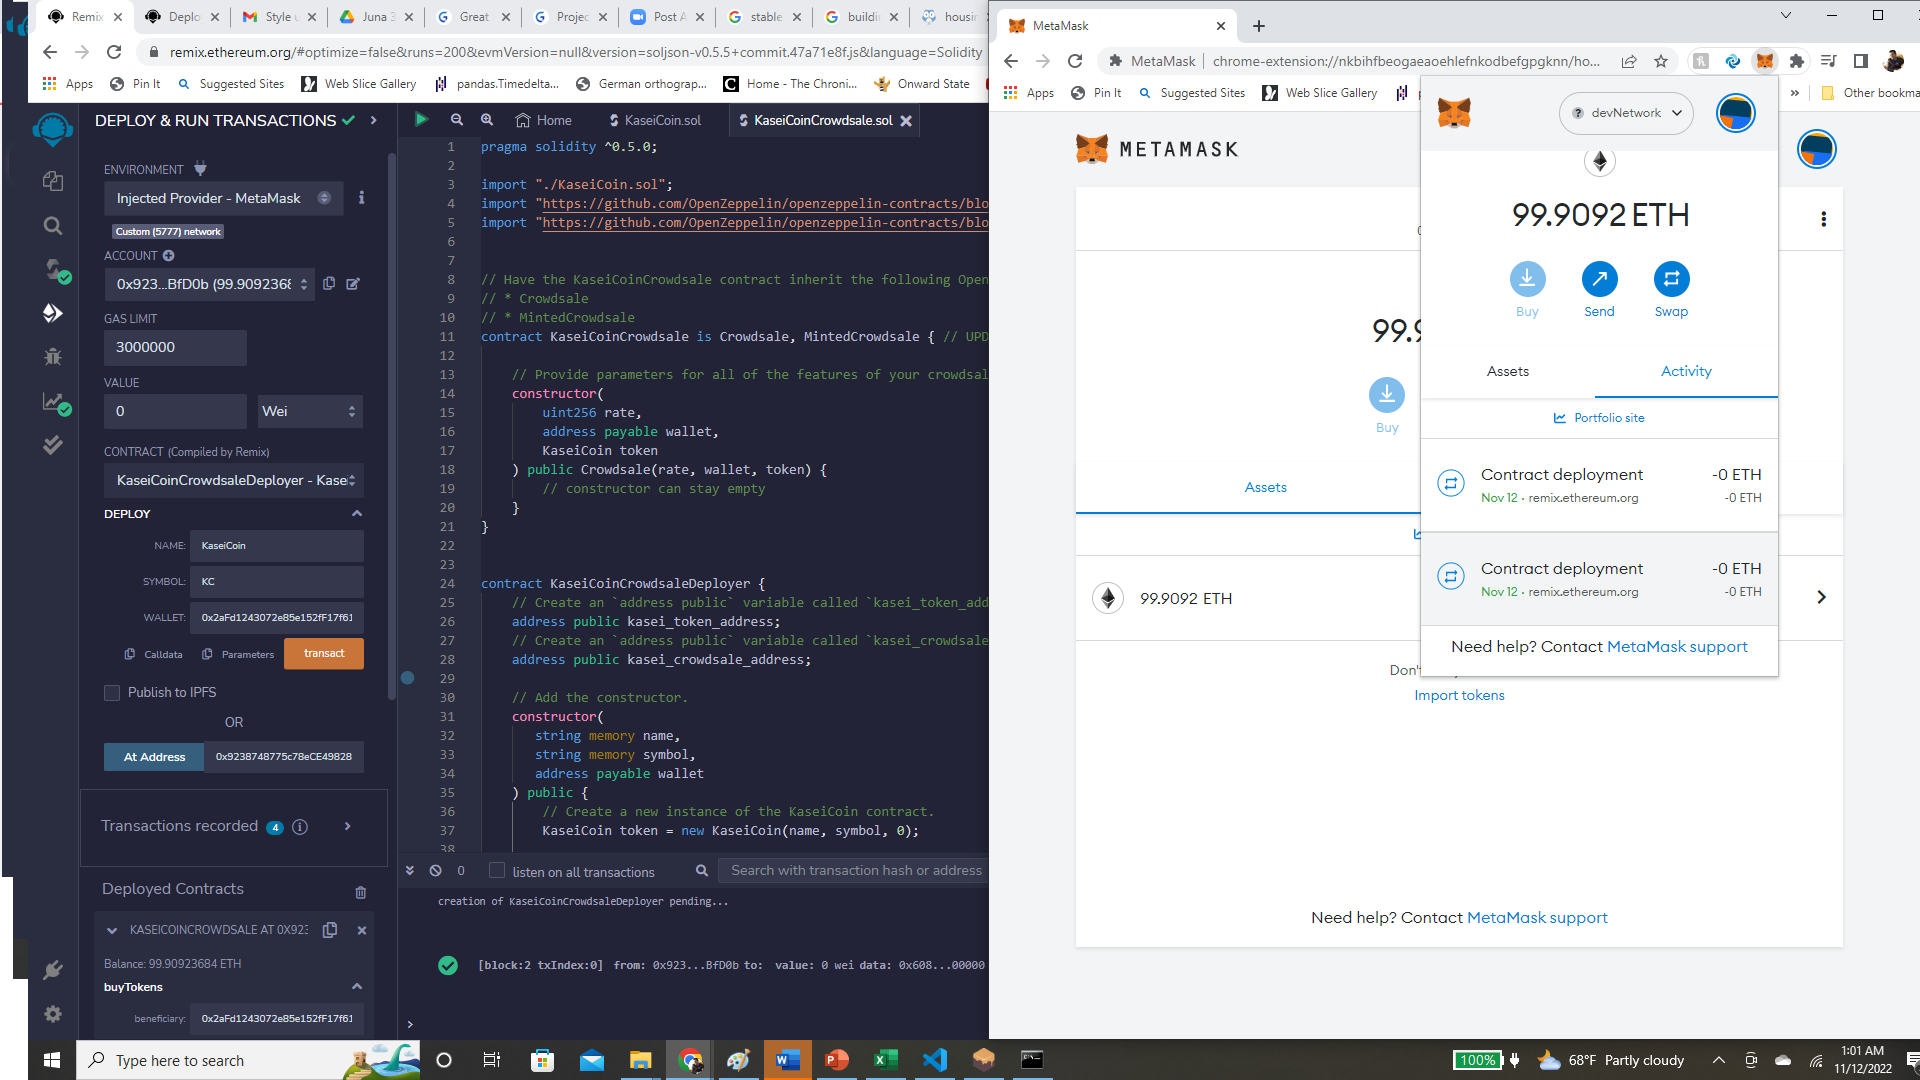 Remix
Deplo
Style u
Juna 3
Great
Projec
Post A
stable
buildin
housin
remix.ethereum.org/#optimize=false&runs=200&evmVersion=null&version=soljson-v0.5.5+commit.47a71e8f.js&language=Solidity
Apps
Pin It
Suggested Sites
Web Slice Gallery
pandas.Timedelta...
German orthograp...
Home - The Chroni...
Onward State
DEPLOY & RUN TRANSACTIONS
ENVIRONMENT
Injected Provider - MetaMask
Custom (5777) network
ACCOUNT
0x923...BfD0b (99.9092368
GAS LIMIT
3000000
VALUE
0
Wei
CONTRACT (Compiled by Remix)
KaseiCoinCrowdsaleDeployer - Kasei
DEPLOY
NAME: KaseiCoin
SYMBOL: KC
WALLET: 0x2aFd1243072e85e152fF17f61
Calldata
Parameters
transact
Publish to IPFS
OR
At Address
0x9238748775c78eCE49828
Transactions recorded 4
Deployed Contracts
KASEICOINCROWDSALE AT 0X923
Balance: 99.90923684 ETH
buyTokens
beneficiary: 0x2aFd1243072e85e152fF17f61
Home
KaseiCoin.sol
KaseiCoinCrowdsale.sol
1 pragma solidity ^0.5.0;
2
3 import "./KaseiCoin.sol";
4 import "https://github.com/OpenZeppelin/openzeppelin-contracts/blo
5 import "https://github.com/OpenZeppelin/openzeppelin-contracts/blo
6
7
8 // Have the KaseiCoinCrowdsale contract inherit the following Open
9 // * Crowdsale
10 // * MintedCrowdsale
11 contract KaseiCoinCrowdsale is Crowdsale, MintedCrowdsale { // UPD
12
13 // Provide parameters for all of the features of your crowdsal
14 constructor(
15 uint256 rate,
16 address payable wallet,
17 KaseiCoin token
18 ) public Crowdsale(rate, wallet, token) {
19 // constructor can stay empty
20 }
21 }
22
23
24 contract KaseiCoinCrowdsaleDeployer {
25 // Create an `address public` variable called `kasei_token_add
26 address public kasei_token_address;
27 // Create an `address public` variable called `kasei_crowdsale
28 address public kasei_crowdsale_address;
29
30 // Add the constructor.
31 constructor(
32 string memory name,
33 string memory symbol,
34 address payable wallet
35 ) public {
36 // Create a new instance of the KaseiCoin contract.
37 KaseiCoin token = new KaseiCoin(name, symbol, 0);
38
0
listen on all transactions
Search with transaction hash or address
creation of KaseiCoinCrowdsaleDeployer pending...
[block:2 txIndex:0] from: 0x923...BfD0b to: value: 0 wei data: 0x608...00000
>
MetaMask
MetaMask
chrome-extension://nkbihfbeogaeaoehlefnkodbefgpgknn/ho...
Apps
Pin It
Suggested Sites
Web Slice Gallery
»
Other bookma
METAMASK
99.9
Buy
Assets
99.9092 ETH
Don't
Import tokens
Need help? Contact MetaMask support
devNetwork
99.9092 ETH
Buy
Send
Swap
Assets
Activity
Portfolio site
Contract deployment
-0 ETH
Nov 12 · remix.ethereum.org
-0 ETH
Contract deployment
-0 ETH
Nov 12 · remix.ethereum.org
-0 ETH
Need help? Contact MetaMask support
Type here to search
100%
68°F Partly cloudy
1:01 AM
11/12/2022